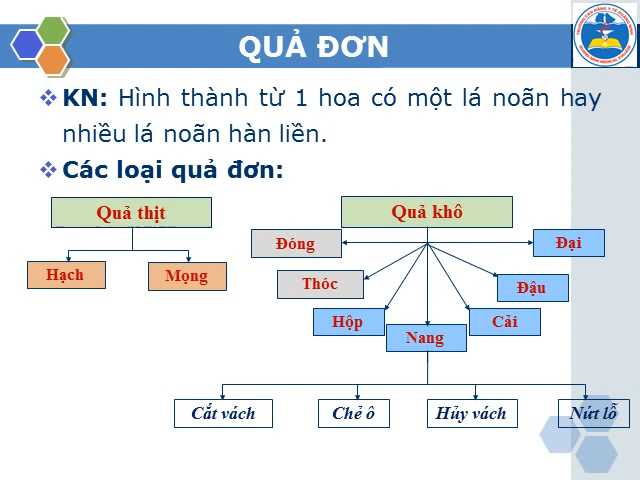 QUẢ ĐƠN
KN: Hình thành từ 1 hoa có một lá noãn hay
nhiều lá noãn hàn liền.
Các loại quả đơn:
Quả thịt
Quả khô
Đóng
Đại
Hạch
Mọng
Thóc
Đậu
Hộp
Nang
Cải
Cắt vách
Chẻ ô
Hủy vách
Nứt lỗ